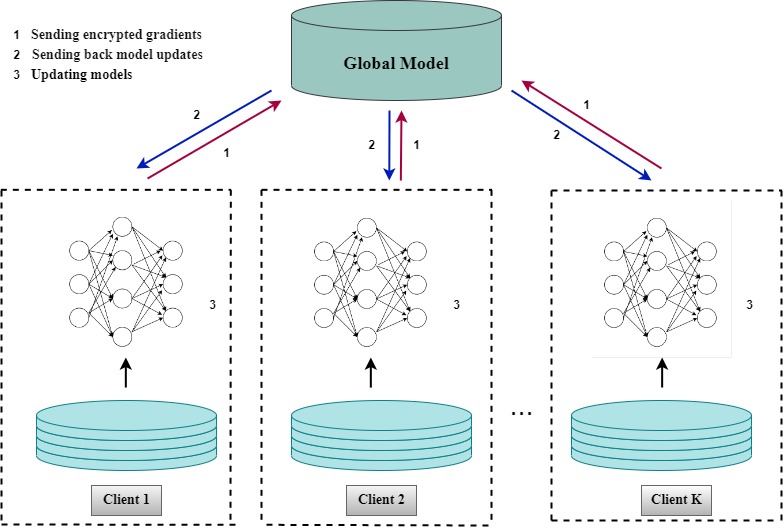 1 Sending encrypted gradients
2 Sending back model updates
3 Updating models
Global Model
2
1
2
1
1
2
3
3
3
...
Client 1
Client 2
Client K